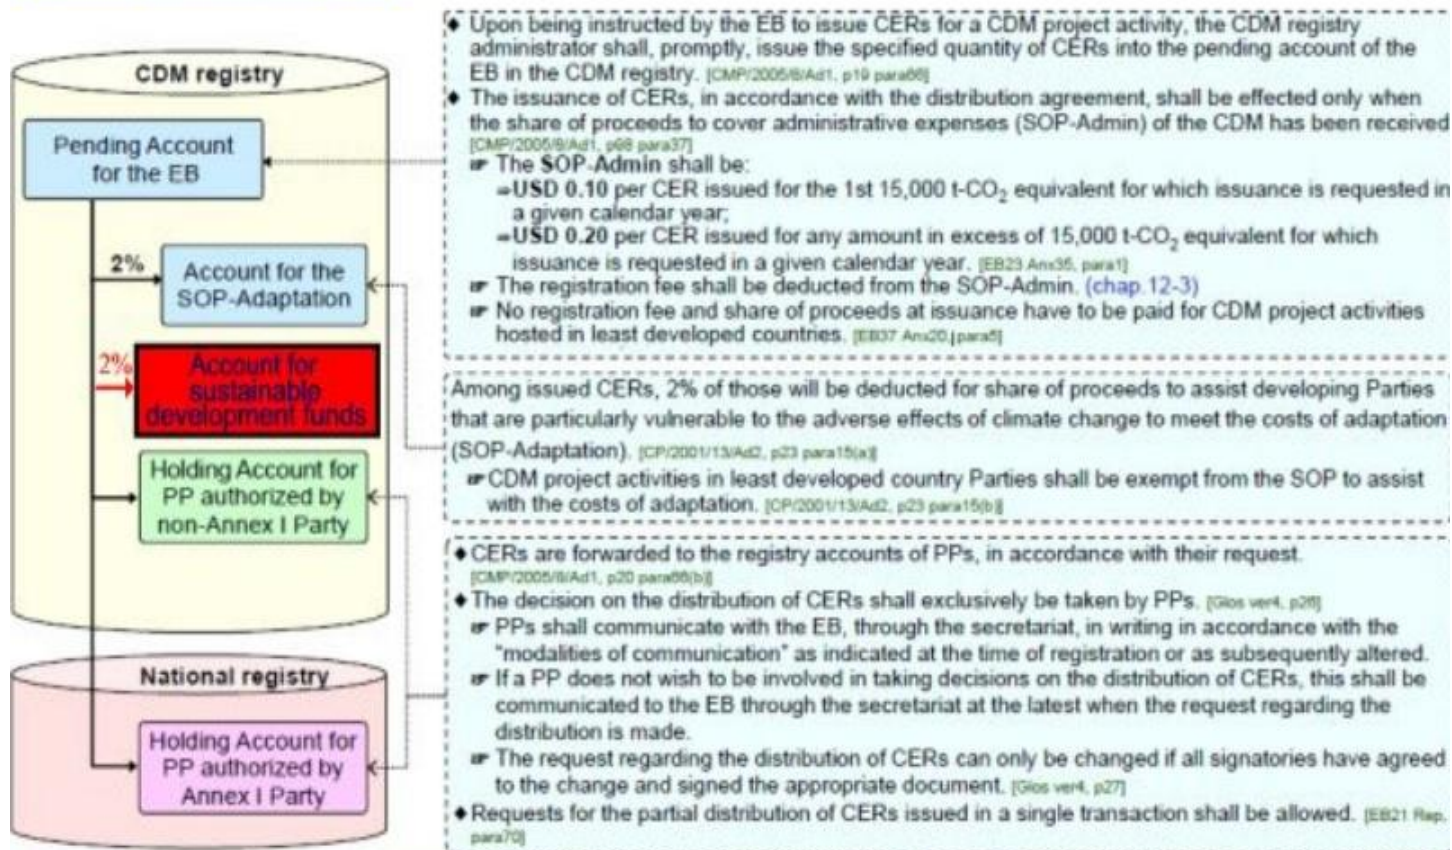 CDM registry
Pending Account
for the EB
2%
Account for the
SOP-Adaptation
2%
Account for
sustainable
development funds
Holding Account for
PP authorized by
non-Annex I Party
National registry
Holding Account for
PP authorized by
Annex I Party
◆ Upon being instructed by the EB to issue CERs for a CDM project activity, the CDM registry
administrator shall, promptly, issue the specified quantity of CERs into the pending account of the
EB in the CDM registry. [CMP/2005/8/Ad1, p19 para66]
◆ The issuance of CERs, in accordance with the distribution agreement, shall be effected only when
the share of proceeds to cover administrative expenses (SOP-Admin) of the CDM has been received
[CMP/2005/8/Ad1, p98 para37]
☞ The SOP-Admin shall be:
⇒USD 0.10 per CER issued for the 1st 15,000 t-CO₂ equivalent for which issuance is requested in
a given calendar year;
⇒USD 0.20 per CER issued for any amount in excess of 15,000 t-CO₂ equivalent for which
issuance is requested in a given calendar year. [EB23 Anx35, para1]
☞ The registration fee shall be deducted from the SOP-Admin. (chap.12-3)
☞ No registration fee and share of proceeds at issuance have to be paid for CDM project activities
hosted in least developed countries. [EB37 Anx20, para5]
Among issued CERs, 2% of those will be deducted for share of proceeds to assist developing Parties
that are particularly vulnerable to the adverse effects of climate change to meet the costs of adaptation
(SOP-Adaptation). [CP/2001/13/Ad2, p23 para15(a)]
☞ CDM project activities in least developed country Parties shall be exempt from the SOP to assist
with the costs of adaptation. [CP/2001/13/Ad2, p23 para15(b)]
◆ CERs are forwarded to the registry accounts of PPs, in accordance with their request.
[CMP/2005/8/Ad1, p20 para66(b)]
◆ The decision on the distribution of CERs shall exclusively be taken by PPs. [Glos ver4, p26]
☞ PPs shall communicate with the EB, through the secretariat, in writing in accordance with the
"modalities of communication" as indicated at the time of registration or as subsequently altered.
☞ If a PP does not wish to be involved in taking decisions on the distribution of CERs, this shall be
communicated to the EB through the secretariat at the latest when the request regarding the
distribution is made.
☞ The request regarding the distribution of CERs can only be changed if all signatories have agreed
to the change and signed the appropriate document. [Glos ver4, p27]
◆ Requests for the partial distribution of CERs issued in a single transaction shall be allowed. [EB21 Rep,
para70]